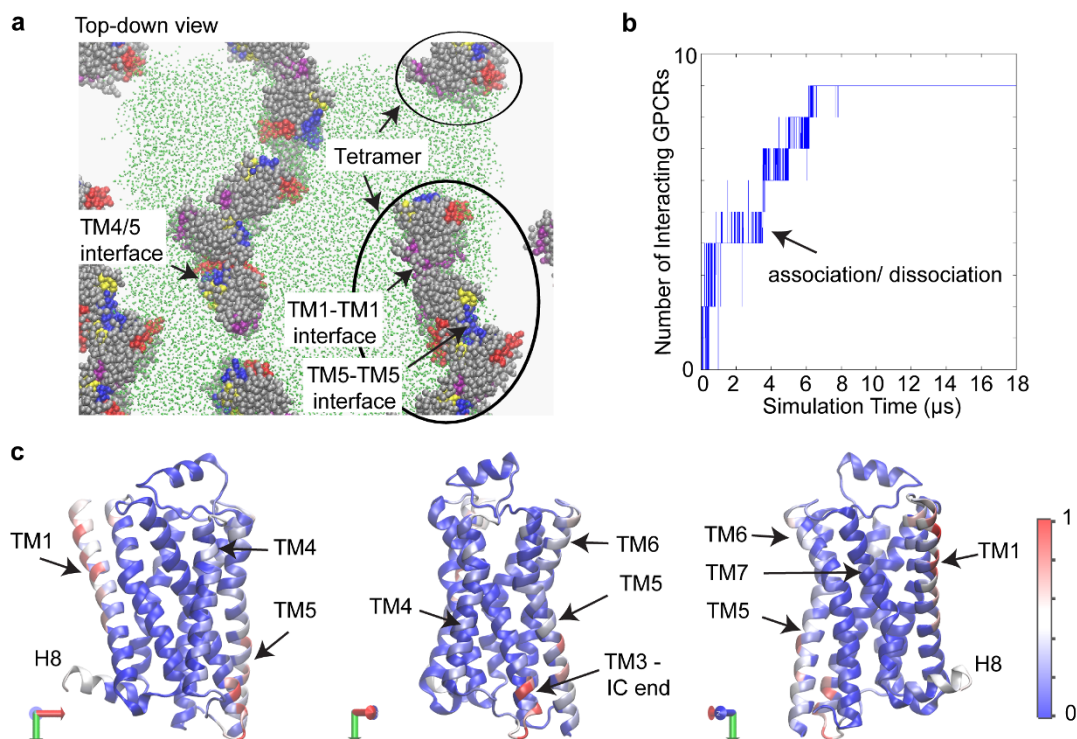 a
Top-down view
Tetramer
TM4/5
interface
TM1-TM1
interface
TM5-TM5
interface
b
10
0
Number of Interacting GPCRs
association/ dissociation
0 2 4 6 8 10 12 14 16 18
Simulation Time (µs)
c
TM1
TM4
TM5
H8
TM6
TM5
TM4
TM3 -
IC end
TM6
TM7
TM5
TM1
H8
1
0